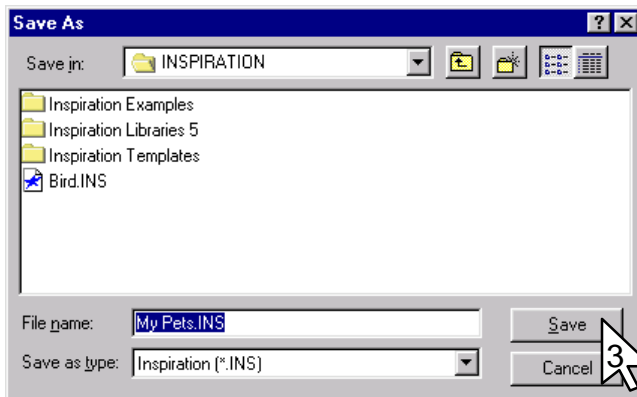 Save As
Save in: INSPIRATION
Inspiration Examples
Inspiration Libraries 5
Inspiration Templates
Bird.INS
File name: My Pets.INS Save
Save as type: Inspiration (*.INS) Cancel
3